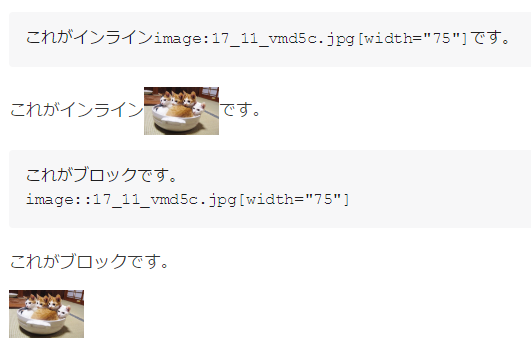 これがインラインimage:17_11_vmd5c.jpg[width="75"]です。
これがインラインです。
これがブロックです。
image::17_11_vmd5c.jpg[width="75"]
これがブロックです。